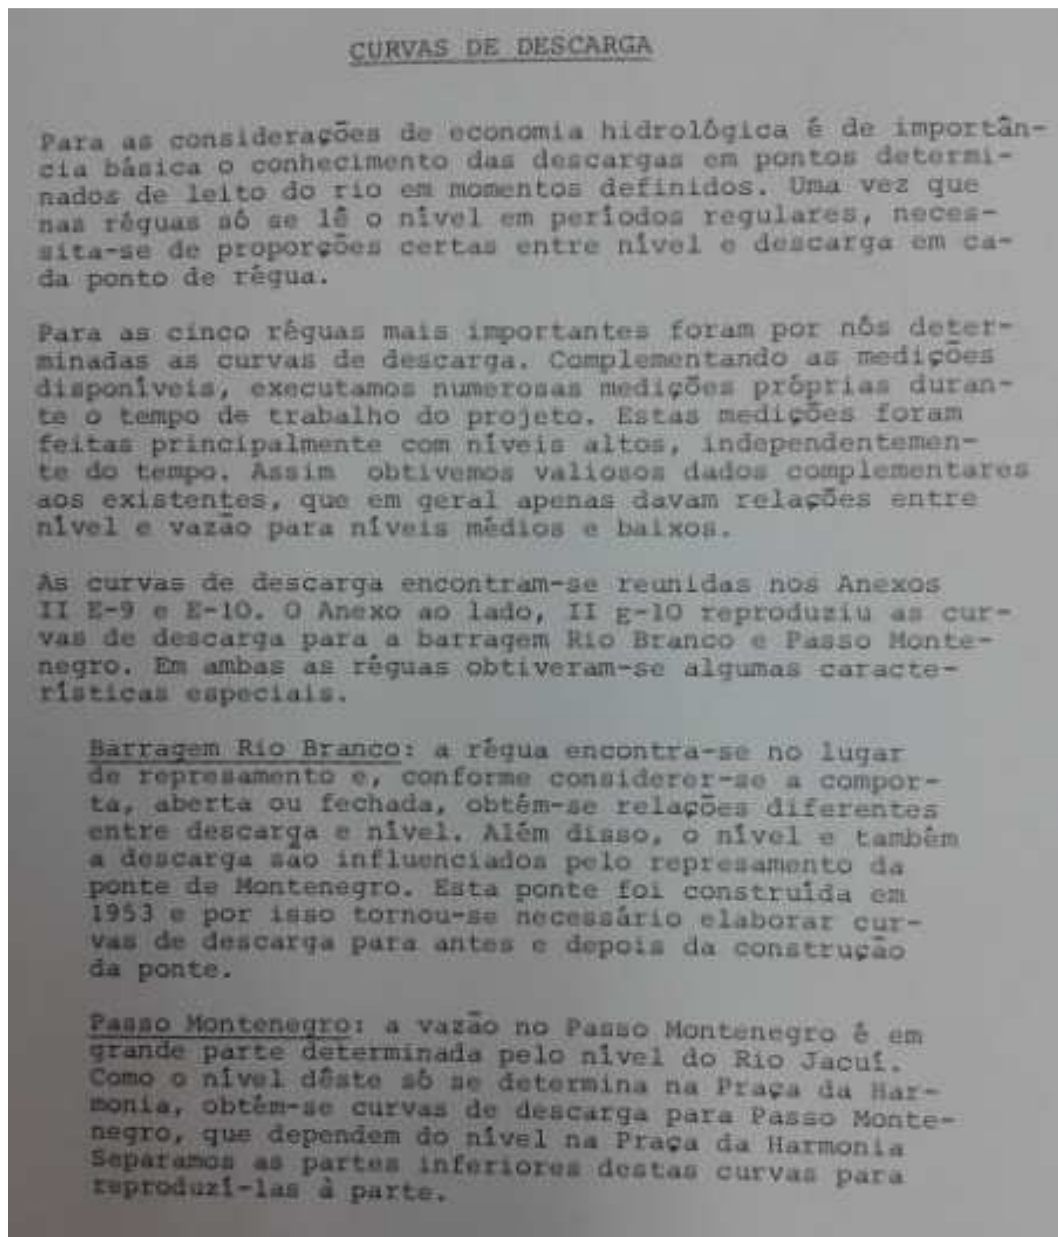 CURVAS DE DESCARGA
Para as considerações de economia hidrológica é de importân-
cia básica o conhecimento das descargas em pontos determi-
nados de leito do rio em momentos definidos. Uma vez que
nas réguas só se lê o nível em períodos regulares, neces-
sita-se de proporções certas entre nível e descarga em ca-
da ponto de régua.
Para as cinco réguas mais importantes foram por nós deter-
minadas as curvas de descarga. Complementando as medições
disponíveis, executamos numerosas medições próprias duran-
te o tempo de trabalho do projeto. Estas medições foram
feitas principalmente com níveis altos, independentemen-
te do tempo. Assim obtivemos valiosos dados complementares
aos existentes, que em geral apenas davam relações entre
nível e vazão para níveis médios e baixos.
As curvas de descarga encontram-se reunidas nos Anexos
II E-9 e E-10. O Anexo ao lado, II g-10 reproduziu as cur-
vas de descarga para a barragem Rio Branco e Passo Monte-
negro. Em ambas as réguas obtiveram-se algumas caracte-
rísticas especiais.
Barragem Rio Branco: a régua encontra-se no lugar
de represamento e, conforme considerer-se a compor-
ta, aberta ou fechada, obtém-se relações diferentes
entre descarga e nível. Além disso, o nível e também
a descarga são influenciados pelo represamento da
ponte de Montenegro. Esta ponte foi construída em
1953 e por isso tornou-se necessário elaborar cur-
vas de descarga para antes e depois da construção
da ponte.
Passo Montenegro: a vazão no Passo Montenegro é em
grande parte determinada pelo nível do Rio Jacuí.
Como o nível dêste só se determina na Praça da Har-
monia, obtém-se curvas de descarga para Passo Monte-
negro, que dependem do nível na Praça da Harmonia
Separamos as partes inferiores destas curvas para
reproduzí-las à parte.